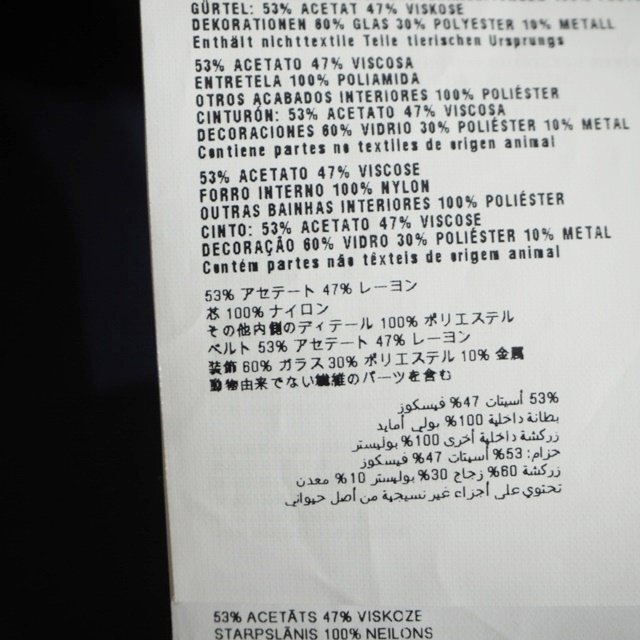 GÜRTEL: 53% ACETAT 47% VISKOSE
DEKORATIONEN 60% GLAS 30% POLYESTER 10% METALL
Enthält nichttextile Teile tierischen Ursprungs
53% ACETATO 47% VISCOSA
ENTRETELA 100% POLIAMIDA
OTROS ACABADOS INTERIORES 100% POLIÉSTER
CINTURÓN: 53% ACETATO 47% VISCOSA
DECORACIONES 60% VIDRIO 30% POLIÉSTER 10% METAL
Contiene partes no textiles de origen animal
53% ACETATO 47% VISCOSE
FORRO INTERNO 100% NYLON
OUTRAS BAINHAS INTERIORES 100% POLIÉSTER
CINTO: 53% ACETATO 47% VISCOSE
DECORAÇÃO 60% VIDRO 30% POLIÉSTER 10% METAL
Contém partes não têxteis de origem animal
53% アセテート 47% レーヨン
芯 100% ナイロン
その他内側のディテール 100% ポリエステル
ベルト 53% アセテート 47% レーヨン
装飾 60% ガラス 30% ポリエステル 10% 金属
動物由来でない繊維のパーツを含む
53% أسيتات 47% فيسكوز
بطانة داخلية 100% بولي أمايد
زركشة داخلية أخرى 100% بوليستر
حزام: 53% أسيتات 47% فيسكوز
زركشة 60% زجاج 30% بوليستر 10% معدن
تحتوي على أجزاء غير نسيجية من أصل حيواني
53% ACETĀTS 47% VISKOZE
STARPSLĀNIS 100% NEILONS